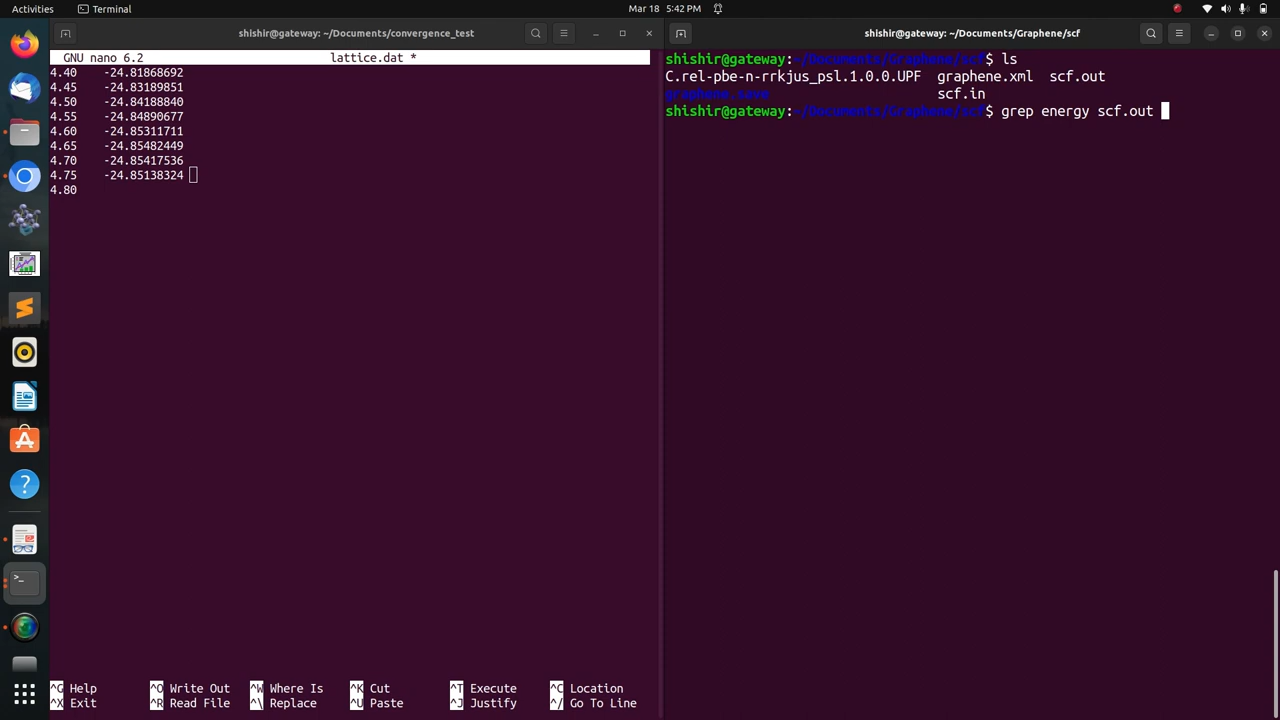 Activities Terminal Mar 18 5:42 PM
shishir@gateway: ~/Documents/convergence_test
GNU nano 6.2 lattice.dat *
4.40 -24.81868692
4.45 -24.83189851
4.50 -24.84188840
4.55 -24.84890677
4.60 -24.85311711
4.65 -24.85482449
4.70 -24.85417536
4.75 -24.85138324
4.80
^G Help ^O Write Out ^W Where Is ^K Cut ^T Execute ^C Location
^X Exit ^R Read File ^\ Replace ^U Paste ^J Justify ^/ Go To Line
shishir@gateway: ~/Documents/Graphene/scf
shishir@gateway:~/Documents/Graphene/scf$ ls
C.rel-pbe-n-rrkjus_psl.1.0.0.UPF graphene.xml scf.out
graphene.save scf.in
shishir@gateway:~/Documents/Graphene/scf$ grep energy scf.out